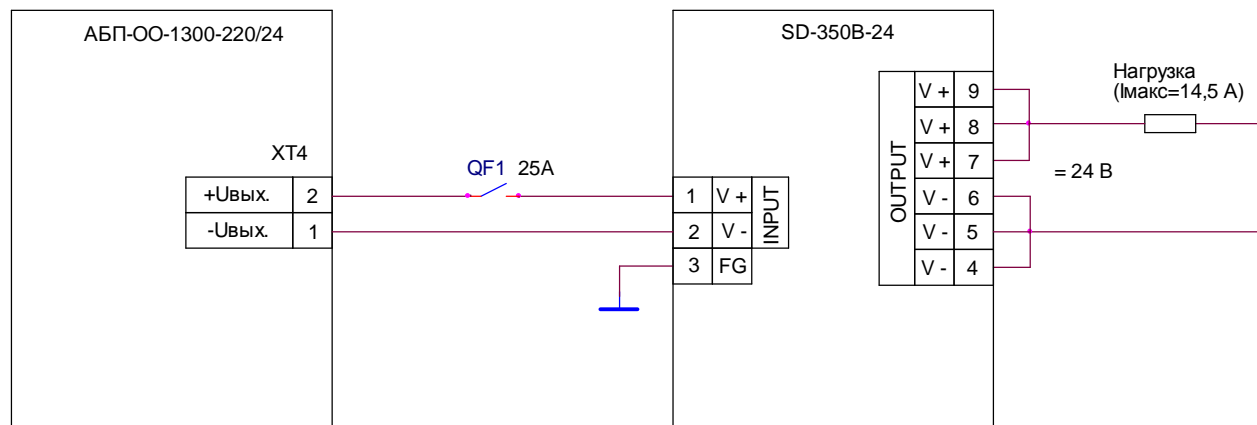 АБП-ОО-1300-220/24
SD-350B-24
Нагрузка
(Iмакс=14,5 А)
XT4
QF1 25А
+Uвых. 2
-Uвых. 1
1 V +
2 V -
3 FG
INPUT
OUTPUT
V + 9
V + 8
V + 7
V - 6
V - 5
V - 4
= 24 В